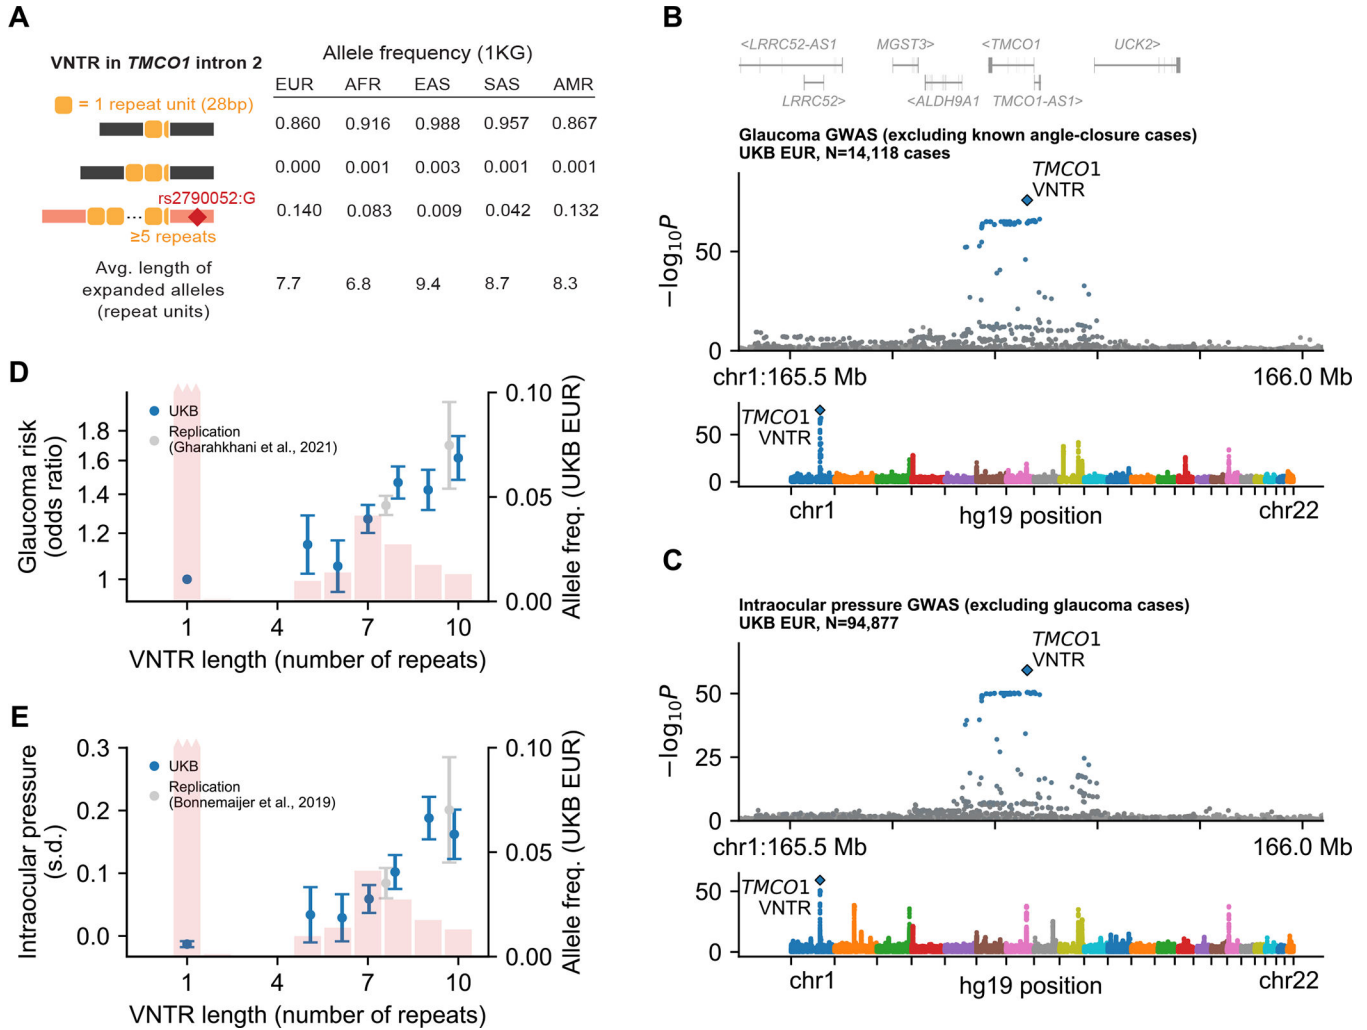 A
VNTR in TMCO1 intron 2
= 1 repeat unit (28bp)
Allele frequency (1KG)
EUR AFR EAS SAS AMR
0.860 0.916 0.988 0.957 0.867
0.000 0.001 0.003 0.001 0.001
rs2790052:G
0.140 0.083 0.009 0.042 0.132
...
≥5 repeats
Avg. length of
expanded alleles
(repeat units)
7.7 6.8 9.4 8.7 8.3
B
<LRRC52-AS1 MGST3> <TMCO1 UCK2>
LRRC52> <ALDH9A1 TMCO1-AS1>
Glaucoma GWAS (excluding known angle-closure cases)
UKB EUR, N=14,118 cases
TMCO1
VNTR
−log10P
50
0
chr1:165.5 Mb 166.0 Mb
TMCO1
VNTR
50
0
chr1 hg19 position chr22
C
Intraocular pressure GWAS (excluding glaucoma cases)
UKB EUR, N=94,877
TMCO1
VNTR
−log10P
50
25
0
chr1:165.5 Mb 166.0 Mb
TMCO1
VNTR
50
0
chr1 hg19 position chr22
D
Glaucoma risk
(odds ratio)
1.8
1.6
1.4
1.2
1
UKB
Replication
(Gharahkhani et al., 2021)
0.10
0.05
0.00
Allele freq. (UKB EUR)
1 4 7 10
VNTR length (number of repeats)
E
Intraocular pressure
(s.d.)
0.3
0.2
0.1
0.0
UKB
Replication
(Bonnemaijer et al., 2019)
0.10
0.05
0.00
Allele freq. (UKB EUR)
1 4 7 10
VNTR length (number of repeats)